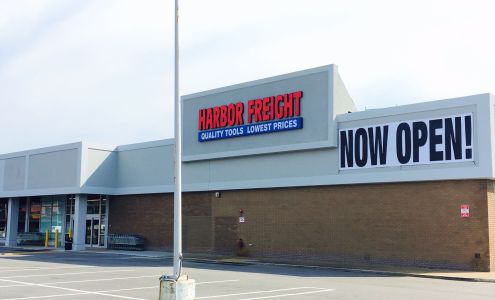 HARBOR FREIGHT
QUALITY TOOLS LOWEST PRICES
NOW OPEN!